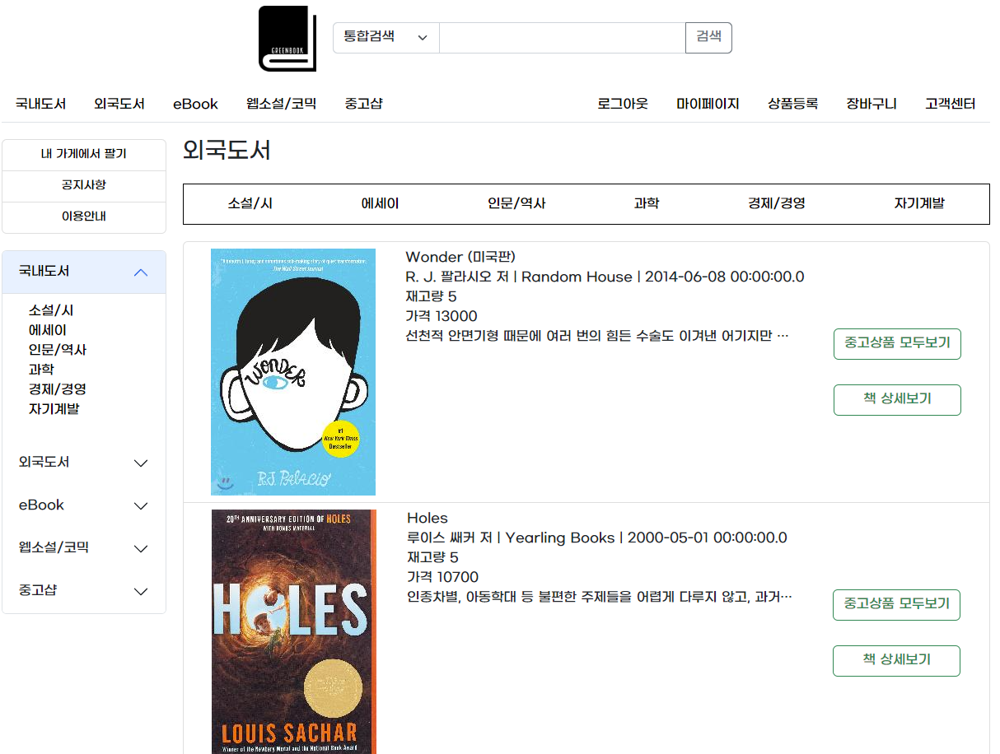 GREENBOOK
통합검색
검색
국내도서 외국도서 eBook 웹소설/코믹 중고샵 로그아웃 마이페이지 상품등록 장바구니 고객센터
내 가게에서 팔기
공지사항
이용안내
국내도서
소설/시
에세이
인문/역사
과학
경제/경영
자기계발
외국도서
eBook
웹소설/코믹
중고샵
외국도서
소설/시 에세이 인문/역사 과학 경제/경영 자기계발
"A beautiful, funny and sometimes sob-making story of quiet transformation."
The Wall Street Journal
WONDER
#1
New York Times
Bestseller
R.J. PALACIO
Wonder (미국판)
R. J. 팔라시오 저 | Random House | 2014-06-08 00:00:00.0
재고량 5
가격 13000
선천적 안면기형 때문에 여러 번의 힘든 수술도 이겨낸 어기지만 …
중고상품 모두보기
책 상세보기
20TH ANNIVERSARY EDITION OF HOLES
WITH BONUS MATERIAL
HOLES
LOUIS SACHAR
Winner of the Newbery Medal and the National Book Award
Holes
루이스 쌔커 저 | Yearling Books | 2000-05-01 00:00:00.0
재고량 5
가격 10700
인종차별, 아동학대 등 불편한 주제들을 어렵게 다루지 않고, 과거…
중고상품 모두보기
책 상세보기